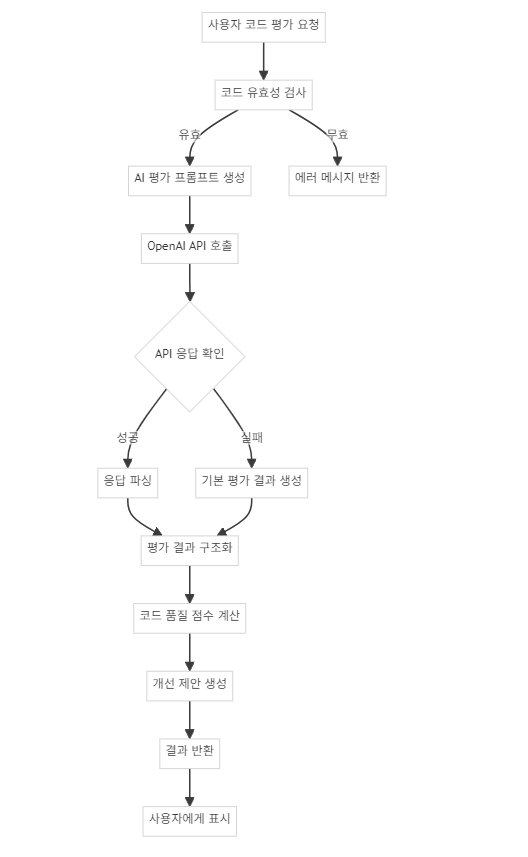 사용자 코드 평가 요청
코드 유효성 검사
유효
무효
AI 평가 프롬프트 생성
에러 메시지 반환
OpenAI API 호출
API 응답 확인
성공
실패
응답 파싱
기본 평가 결과 생성
평가 결과 구조화
코드 품질 점수 계산
개선 제안 생성
결과 반환
사용자에게 표시